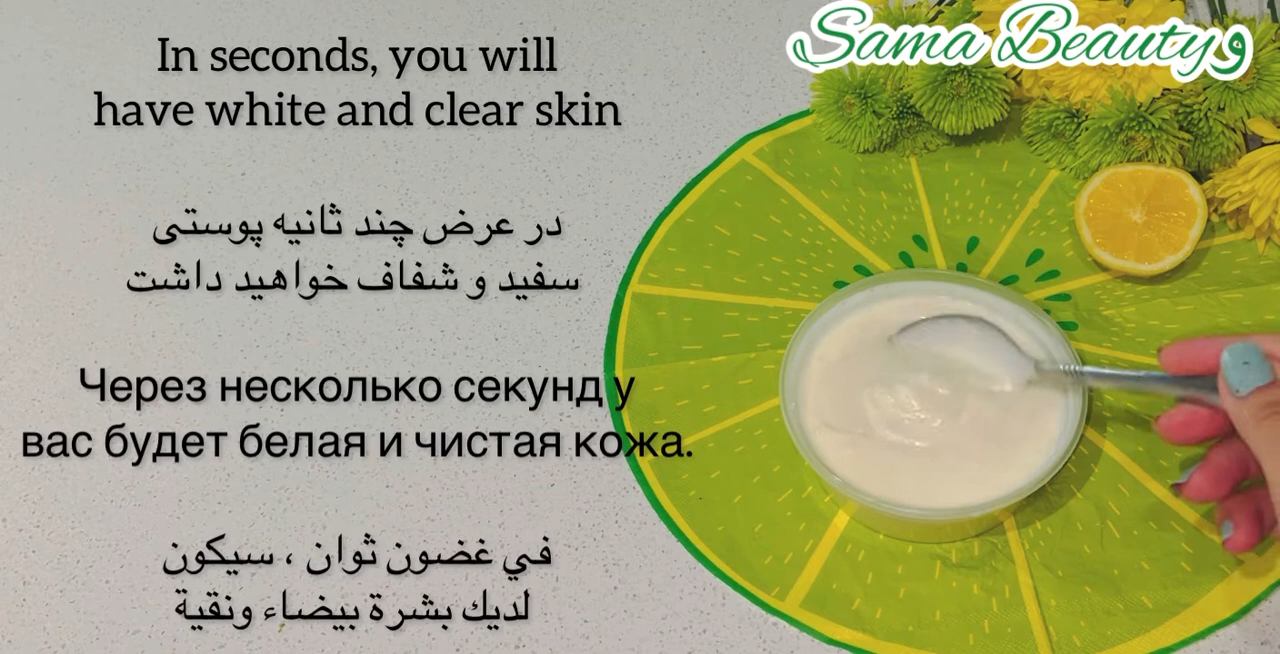 Sama Beautyو
In seconds, you will
have white and clear skin
در عرض چند ثانیه پوستی
سفید و شفاف خواهید داشت
Через несколько секунд у
вас будет белая и чистая кожа.
في غضون ثوان ، سيكون
لديك بشرة بيضاء ونقية